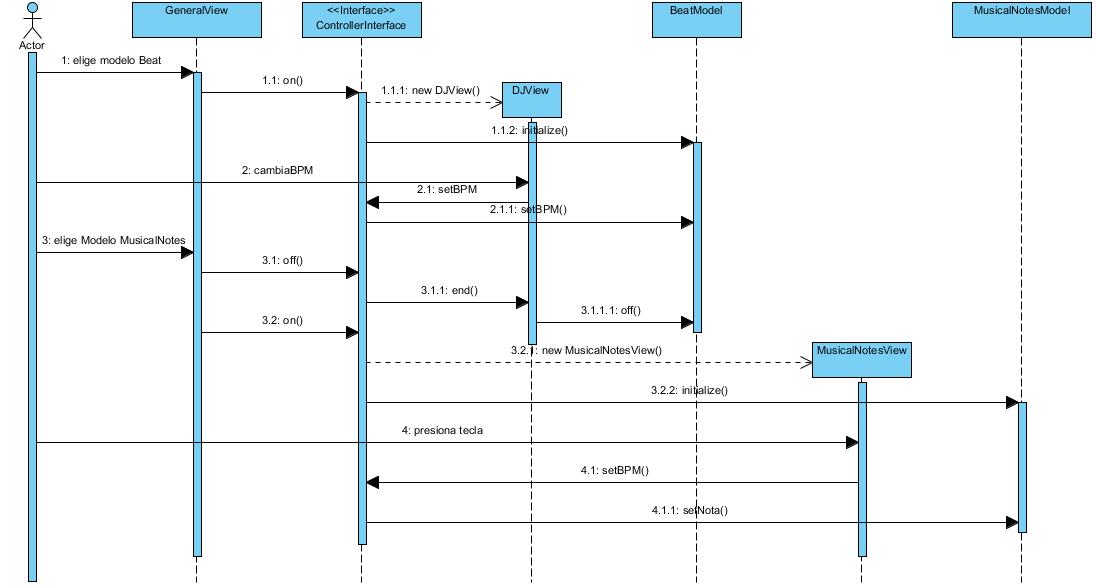 GeneralView
<<Interface>>
ControllerInterface
BeatModel
MusicalNotesModel
Actor
1: elige modelo Beat
1.1: on()
1.1.1: new DJView()
DJView
1.1.2: initialize()
2: cambiaBPM
2.1: setBPM
2.1.1: setBPM()
3: elige Modelo MusicalNotes
3.1: off()
3.1.1: end()
3.1.1.1: off()
3.2: on()
3.2.1: new MusicalNotesView()
MusicalNotesView
3.2.2: initialize()
4: presiona tecla
4.1: setBPM()
4.1.1: setNota()